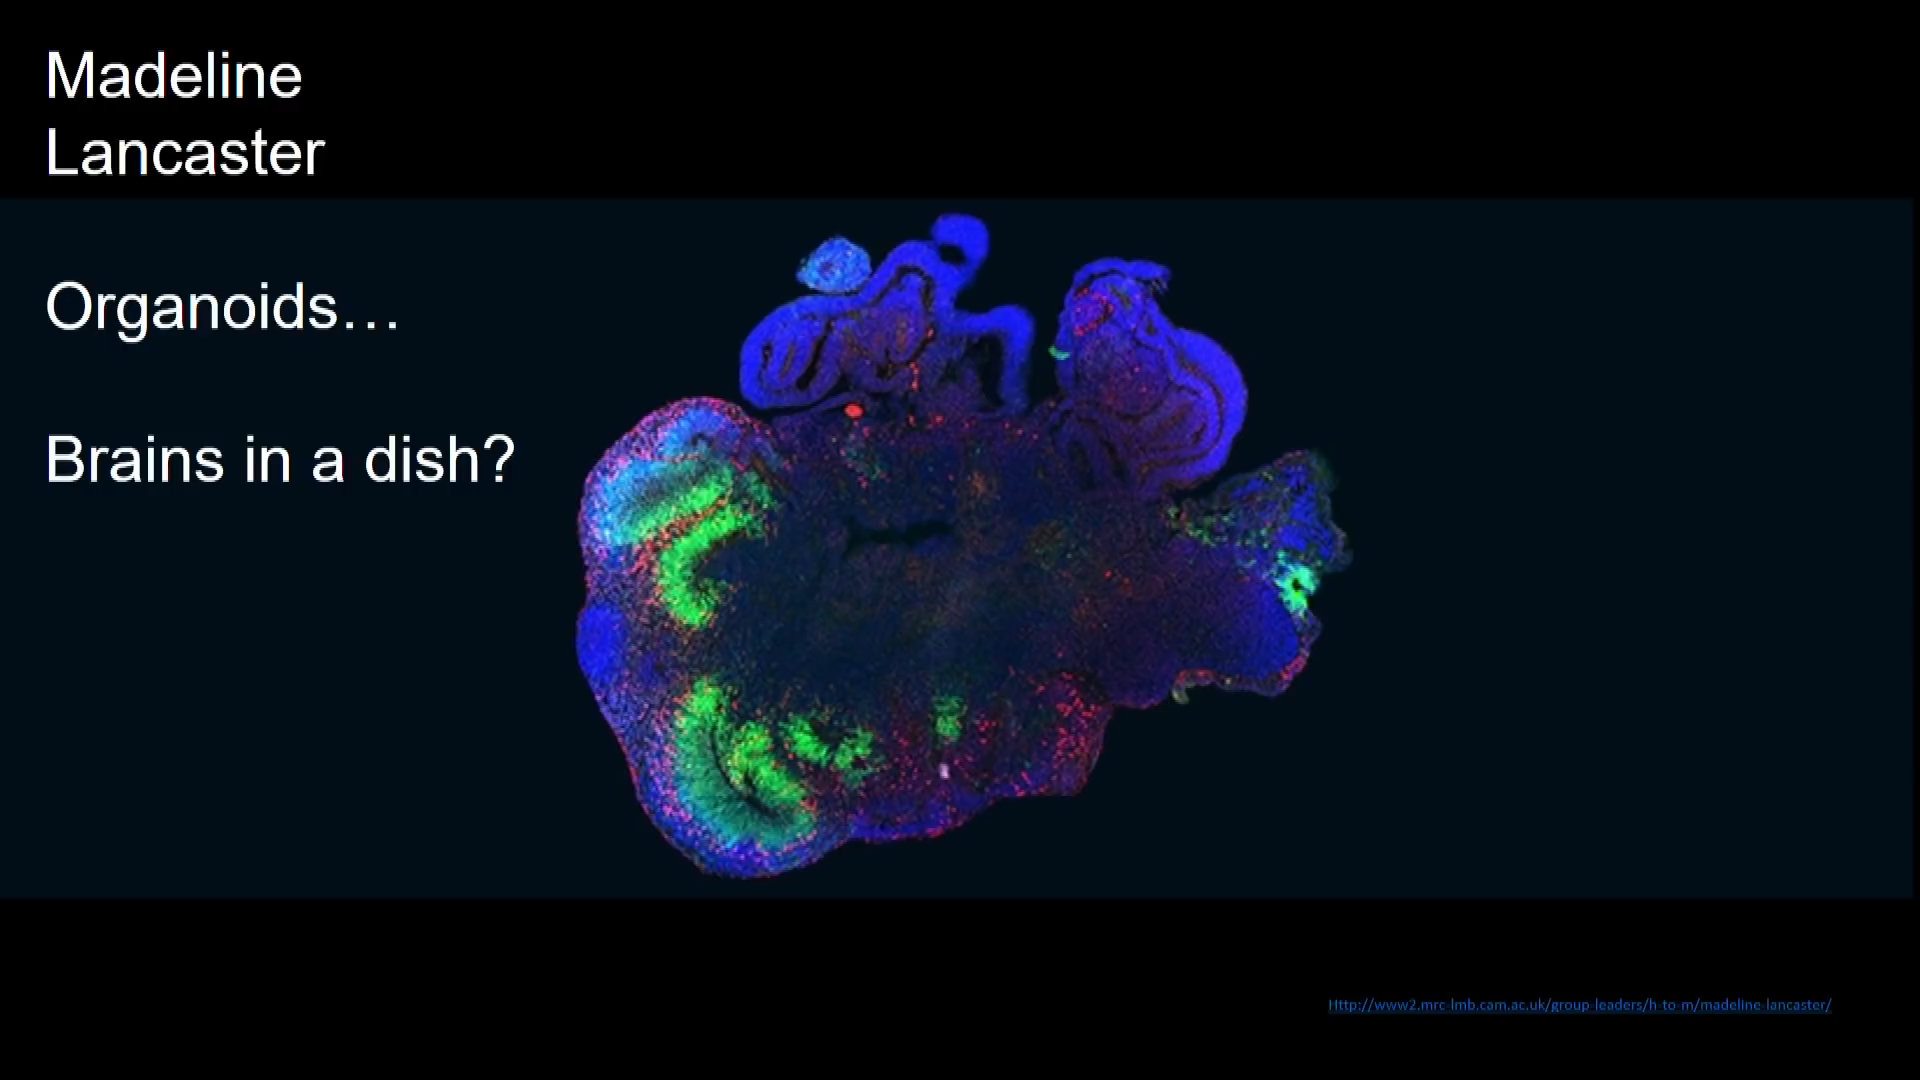 Madeline
Lancaster
Organoids…
Brains in a dish?
Http://www2.mrc-lmb.cam.ac.uk/group-leaders/h-to-m/madeline-lancaster/